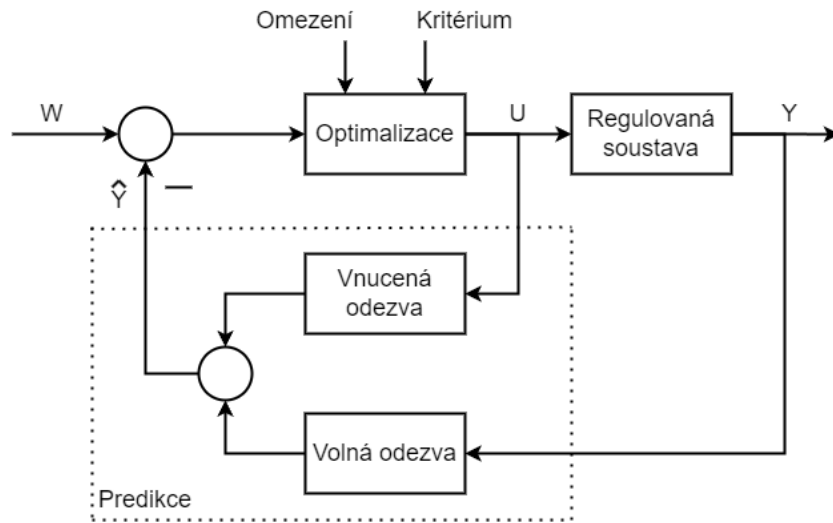 Omezení
Kritérium
W
Optimalizace
U
Regulovaná
soustava
Y
Ŷ
Vnucená
odezva
Volná odezva
Predikce